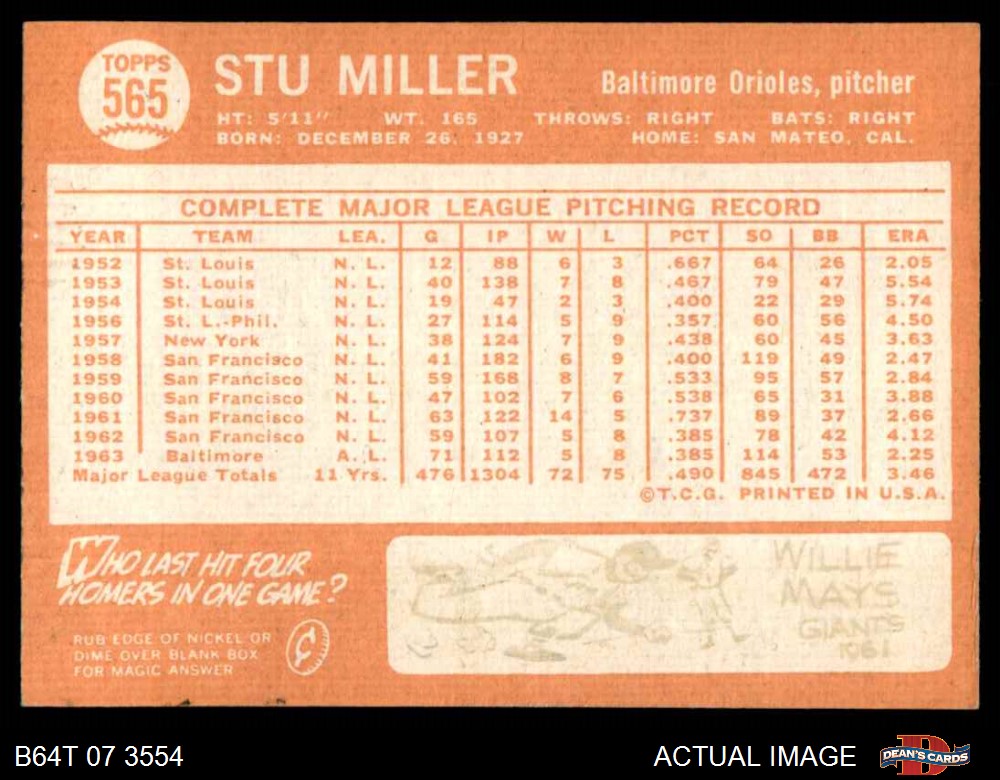 TOPPS
565
STU MILLER
Baltimore Orioles, pitcher
HT: 5'11" WT. 165 THROWS: RIGHT BATS: RIGHT
BORN: DECEMBER 26, 1927 HOME: SAN MATEO, CAL.
COMPLETE MAJOR LEAGUE PITCHING RECORD
YEAR TEAM LEA. G IP W L PCT SO BB ERA
1952 St. Louis N. L. 12 88 6 3 .667 64 26 2.05
1953 St. Louis N. L. 40 138 7 8 .467 79 47 5.54
1954 St. Louis N. L. 19 47 2 3 .400 22 29 5.74
1956 St. L.-Phil. N. L. 27 114 5 9 .357 60 56 4.50
1957 New York N. L. 38 124 7 9 .438 60 45 3.63
1958 San Francisco N. L. 41 182 6 9 .400 119 49 2.47
1959 San Francisco N. L. 59 168 8 7 .533 95 57 2.84
1960 San Francisco N. L. 47 102 7 6 .538 65 31 3.88
1961 San Francisco N. L. 63 122 14 5 .737 89 37 2.66
1962 San Francisco N. L. 59 107 5 8 .385 78 42 4.12
1963 Baltimore A. L. 71 112 5 8 .385 114 53 2.25
Major League Totals 11 Yrs. 476 1304 72 75 .490 845 472 3.46
©T.C.G. PRINTED IN U.S.A.
WHO LAST HIT FOUR
HOMERS IN ONE GAME?
RUB EDGE OF NICKEL OR
DIME OVER BLANK BOX
FOR MAGIC ANSWER
¢
WILLIE
MAYS
GIANTS
1961
B64T 07 3554
ACTUAL IMAGE
D
DEAN'S CARDS